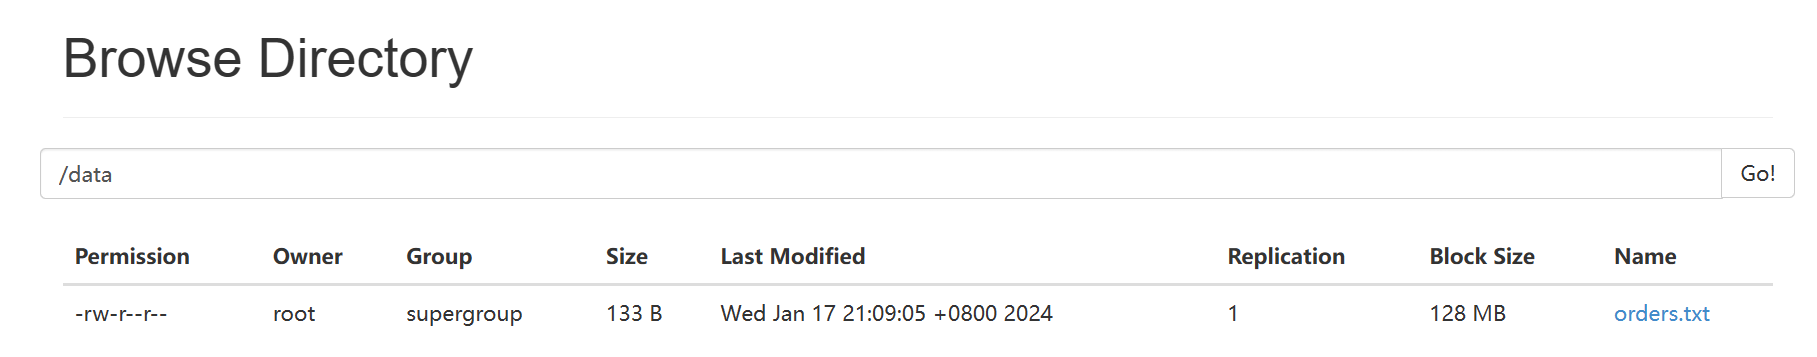 Browse Directory
/data Go!
Permission Owner Group Size Last Modified Replication Block Size Name
-rw-r--r-- root supergroup 133 B Wed Jan 17 21:09:05 +0800 2024 1 128 MB orders.txt